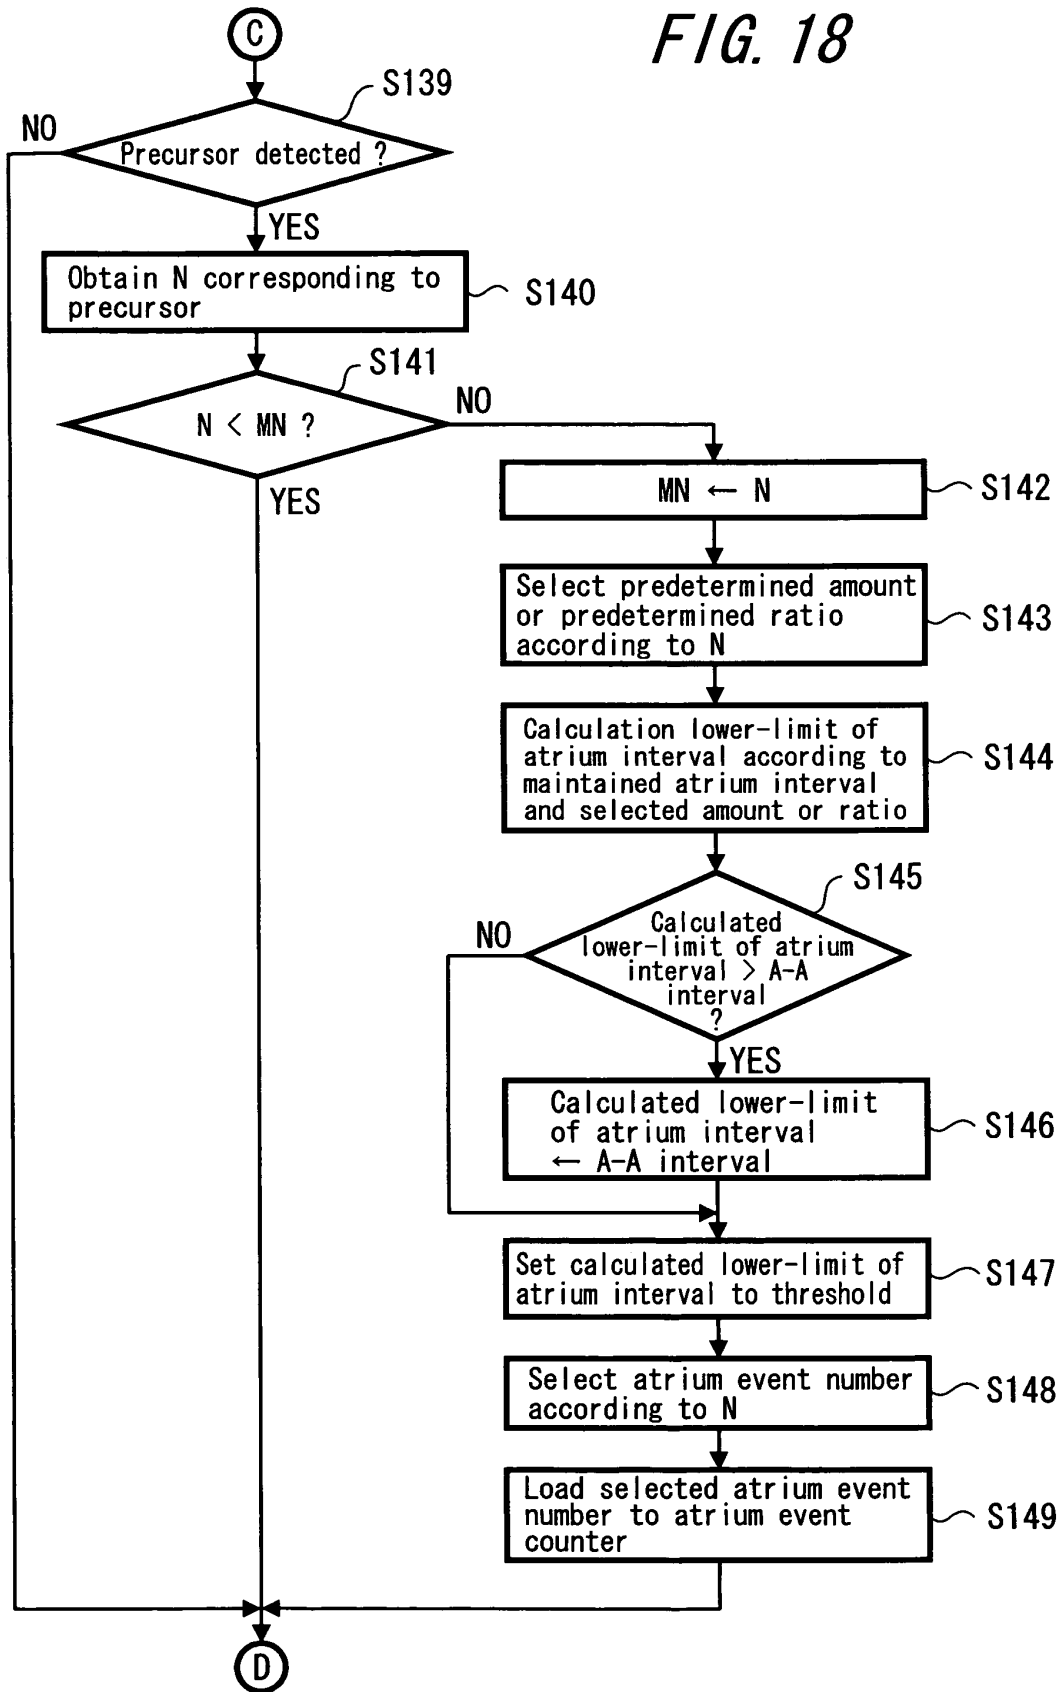 FIG. 18
C
S139
NO
Precursor detected ?
YES
Obtain N corresponding to
precursor
S140
S141
N < MN ?
NO
YES
MN ← N
S142
Select predetermined amount
or predetermined ratio
according to N
S143
Calculation lower-limit of
atrium interval according to
maintained atrium interval
and selected amount or ratio
S144
S145
NO
Calculated
lower-limit of atrium
interval > A-A
interval
?
YES
Calculated lower-limit
of atrium interval
← A-A interval
S146
Set calculated lower-limit of
atrium interval to threshold
S147
Select atrium event number
according to N
S148
Load selected atrium event
number to atrium event
counter
S149
D